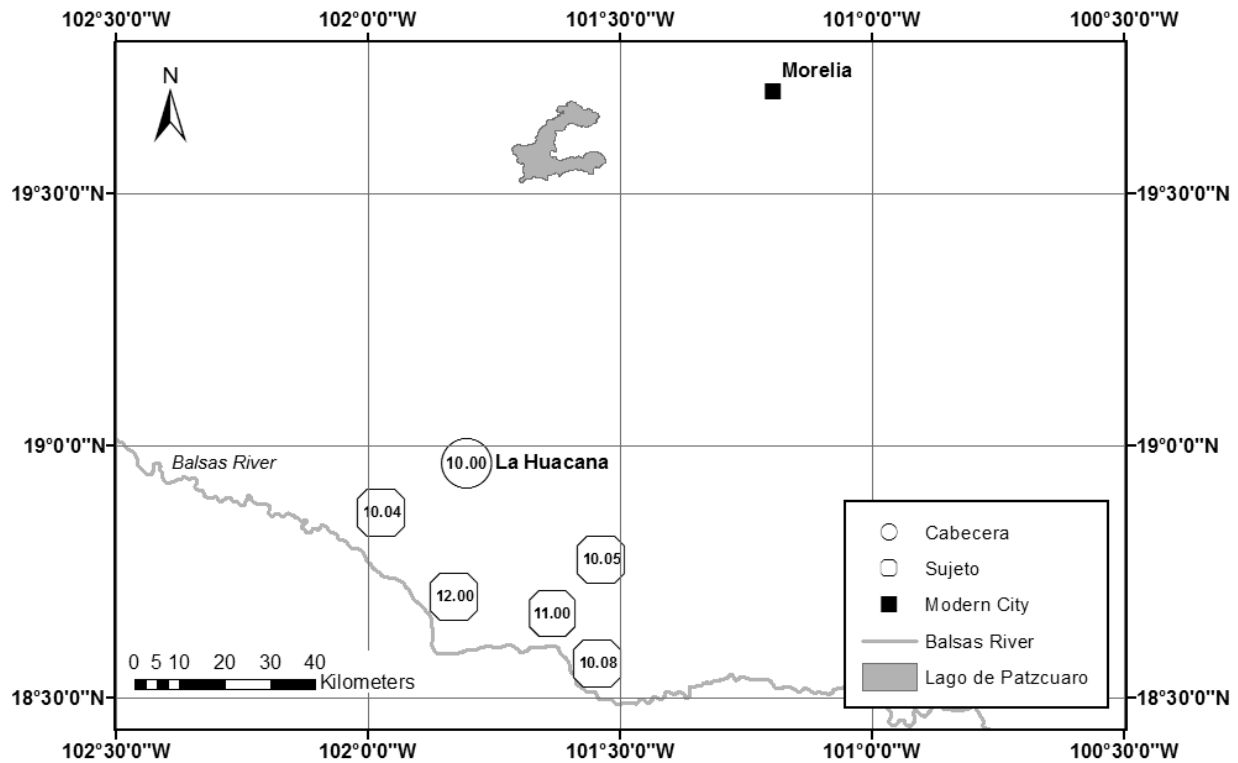 102°30'0"W 102°0'0"W 101°30'0"W 101°0'0"W 100°30'0"W
N
Morelia
19°30'0"N 19°30'0"N
19°0'0"N 19°0'0"N
Balsas River
10.00 La Huacana
10.04
10.05
12.00
11.00
10.08
Cabecera
Sujeto
Modern City
Balsas River
Lago de Patzcuaro
0 5 10 20 30 40
Kilometers
18°30'0"N 18°30'0"N
102°30'0"W 102°0'0"W 101°30'0"W 101°0'0"W 100°30'0"W